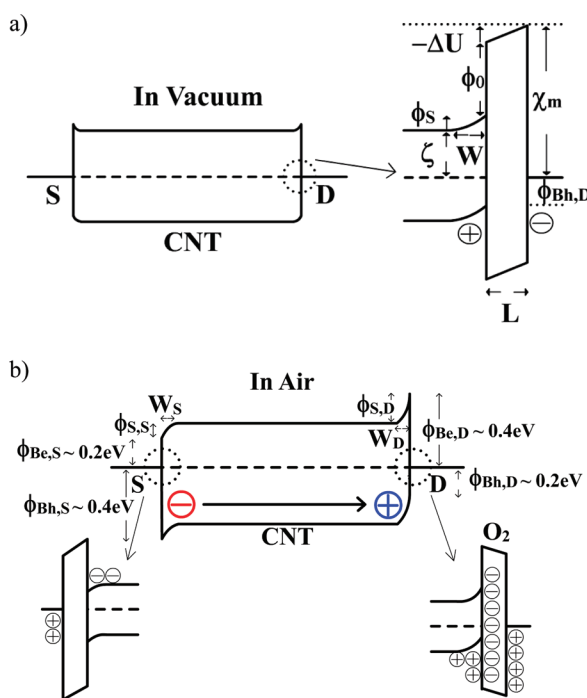 a)
In Vacuum
S
D
CNT
−ΔU
ϕ0
χm
ϕS
ζ
W
ϕBh,D
+
−
L
b)
In Air
WS
ϕS,S
ϕS,D
WD
ϕBe,S ~ 0.2eV
ϕBe,D ~ 0.4eV
S
D
ϕBh,S ~ 0.4eV
ϕBh,D ~ 0.2eV
−
+
CNT
O2
− −
+
+
−
−
−
−
−
−
−
+ +
+
+
+
+
+